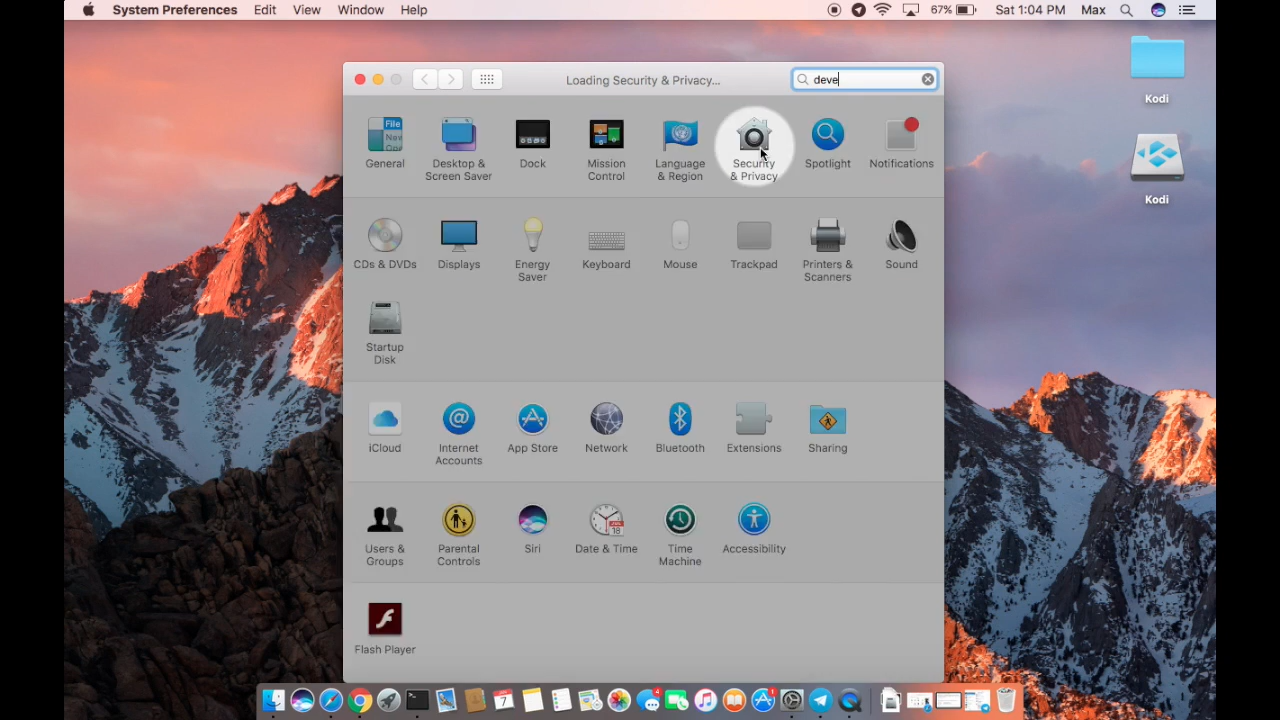 System Preferences Edit View Window Help 67% Sat 1:04 PM Max
Loading Security & Privacy... deve
File
New
General
Desktop &
Screen Saver
Dock
Mission
Control
Language
& Region
Security
& Privacy
Spotlight
Notifications
CDs & DVDs
Displays
Energy
Saver
Keyboard
Mouse
Trackpad
Printers &
Scanners
Sound
Startup
Disk
iCloud
Internet
Accounts
App Store
Network
Bluetooth
Extensions
Sharing
Users &
Groups
Parental
Controls
Siri
Date & Time
Time
Machine
Accessibility
Flash Player
Kodi
Kodi